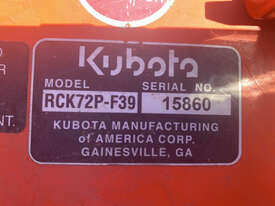 Kubota
MODEL SERIAL NO.
RCK72P-F39 15860
KUBOTA MANUFACTURING
of AMERICA CORP.
GAINESVILLE, GA